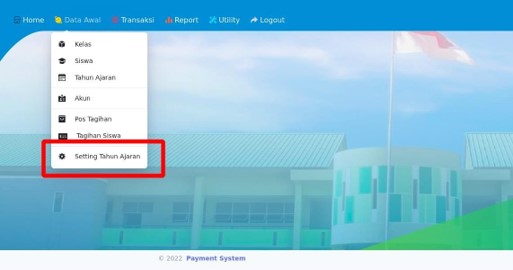 Home Data Awal Transaksi Report Utility Logout
Kelas
Siswa
Tahun Ajaran
Akun
Pos Tagihan
Tagihan Siswa
Setting Tahun Ajaran
© 2022 Payment System